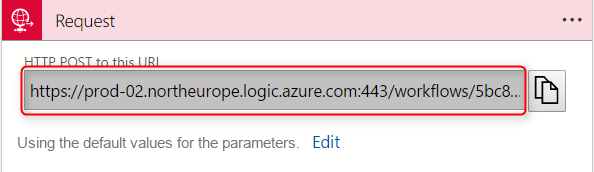 Request
HTTP POST to this URL
https://prod-02.northeurope.logic.azure.com:443/workflows/5bc8...
Using the default values for the parameters. Edit